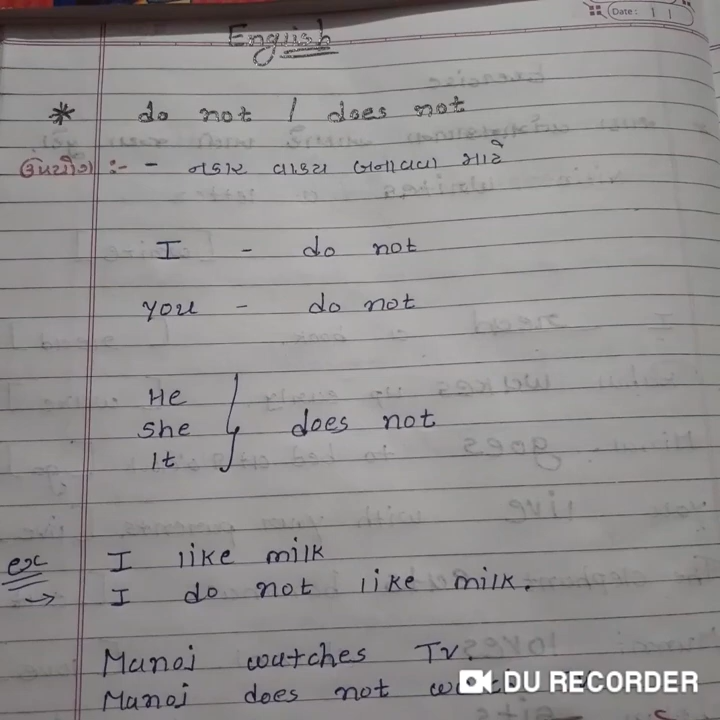 Date :
English
* do not / does not
ઉપયોગ :- - નકાર વાક્ય બનાવવા માટે
I - do not
you - do not
He
She
It
does not
ex I like milk
→ I do not like milk.
Manoj watches TV.
Manoj does not
DU RECORDER